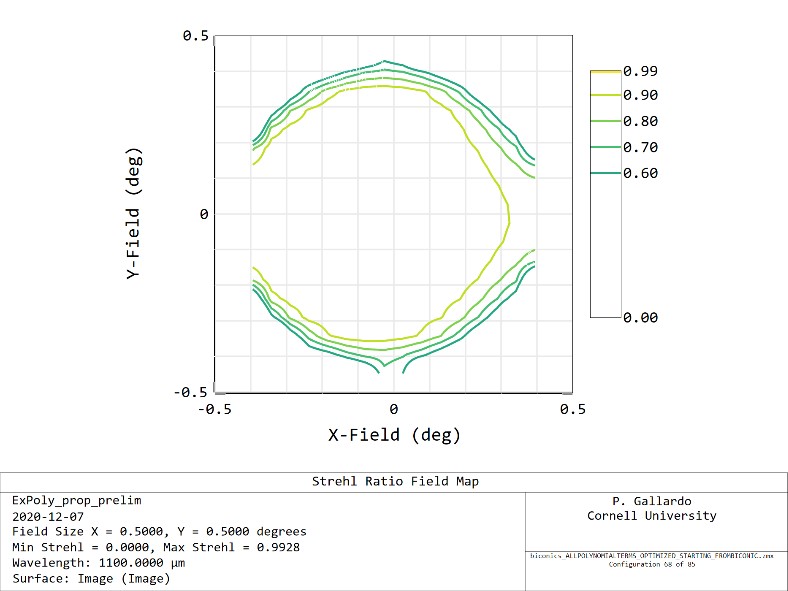 0.5
0
-0.5
Y-Field (deg)
-0.5
0
0.5
X-Field (deg)
0.99
0.90
0.80
0.70
0.60
0.00
Strehl Ratio Field Map
ExPoly_prop_prelim
2020-12-07
Field Size X = 0.5000, Y = 0.5000 degrees
Min Strehl = 0.0000, Max Strehl = 0.9928
Wavelength: 1100.0000 µm
Surface: Image (Image)
P. Gallardo
Cornell University
biconics_ALLPOLYNOMIALTERMS_OPTIMIZED_STARTING_FROMBICONIC.zmx
Configuration 68 of 85